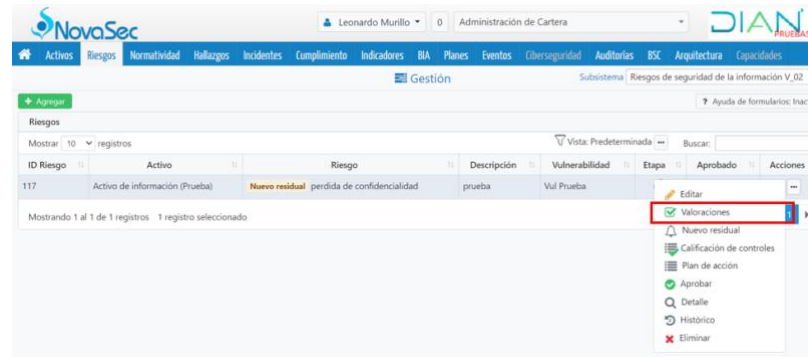 NovaSec
Leonardo Murillo 0 Administración de Cartera
DIAN
PRUEBAS
Activos Riesgos Normatividad Hallazgos Incidentes Cumplimiento Indicadores BIA Planes Eventos Ciberseguridad Auditorías BSC Arquitectura Capacidades
Gestión Subsistema Riesgos de seguridad de la información V_02
+ Agregar ? Ayuda de formularios: Inac
Riesgos
Mostrar 10 registros Vista: Predeterminada ... Buscar:
ID Riesgo Activo Riesgo Descripción Vulnerabilidad Etapa Aprobado Acciones
117 Activo de información (Prueba) Nuevo residual perdida de confidencialidad prueba Vul Prueba ...
Mostrando 1 al 1 de 1 registros 1 registro seleccionado 1
Editar
Valoraciones
Nuevo residual
Calificación de controles
Plan de acción
Aprobar
Detalle
Histórico
Eliminar